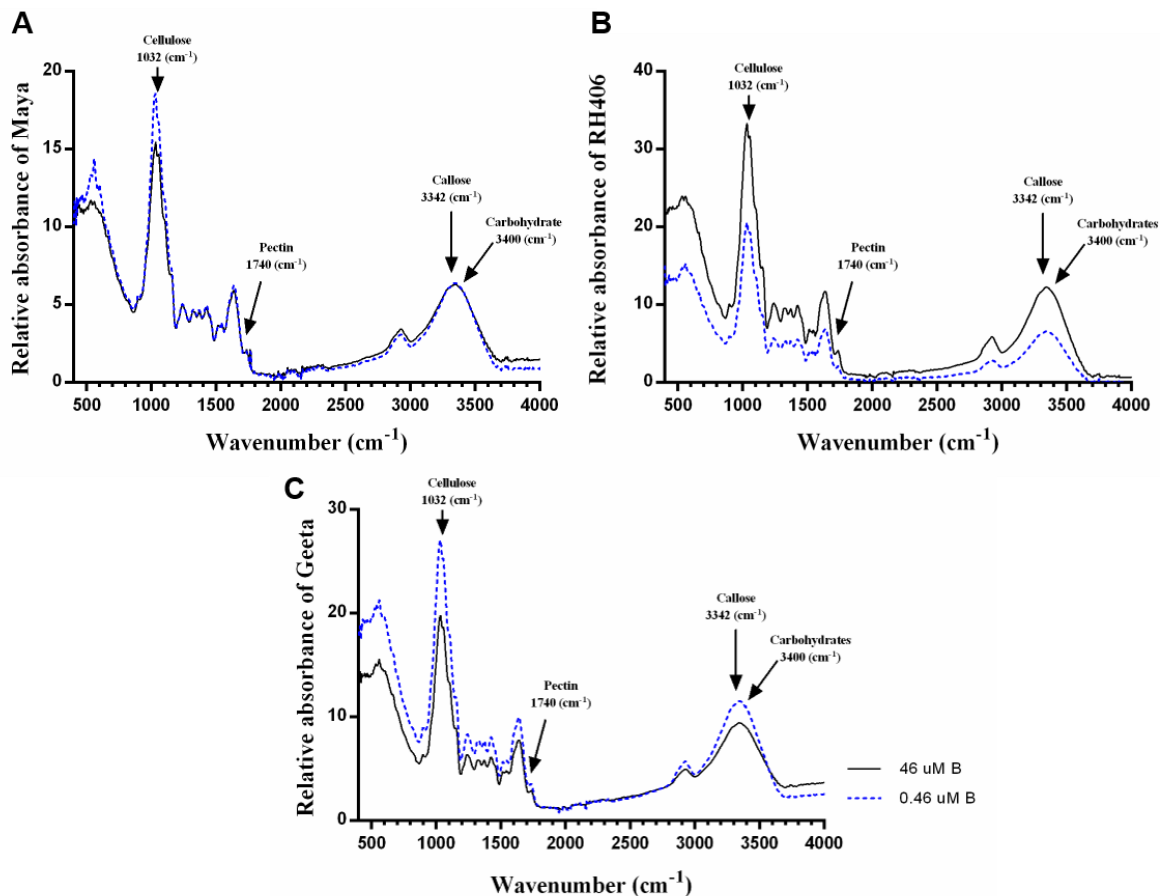 A
Relative absorbance of Maya
20
15
10
5
0
Cellulose
1032 (cm⁻¹)
Pectin
1740 (cm⁻¹)
Callose
3342 (cm⁻¹)
Carbohydrate
3400 (cm⁻¹)
500 1000 1500 2000 2500 3000 3500 4000
Wavenumber (cm⁻¹)
B
Relative absorbance of RH406
40
30
20
10
0
Cellulose
1032 (cm⁻¹)
Pectin
1740 (cm⁻¹)
Callose
3342 (cm⁻¹)
Carbohydrates
3400 (cm⁻¹)
500 1000 1500 2000 2500 3000 3500 4000
Wavenumber (cm⁻¹)
C
Relative absorbance of Geeta
30
20
10
0
Cellulose
1032 (cm⁻¹)
Pectin
1740 (cm⁻¹)
Callose
3342 (cm⁻¹)
Carbohydrates
3400 (cm⁻¹)
500 1000 1500 2000 2500 3000 3500 4000
Wavenumber (cm⁻¹)
46 uM B
0.46 uM B